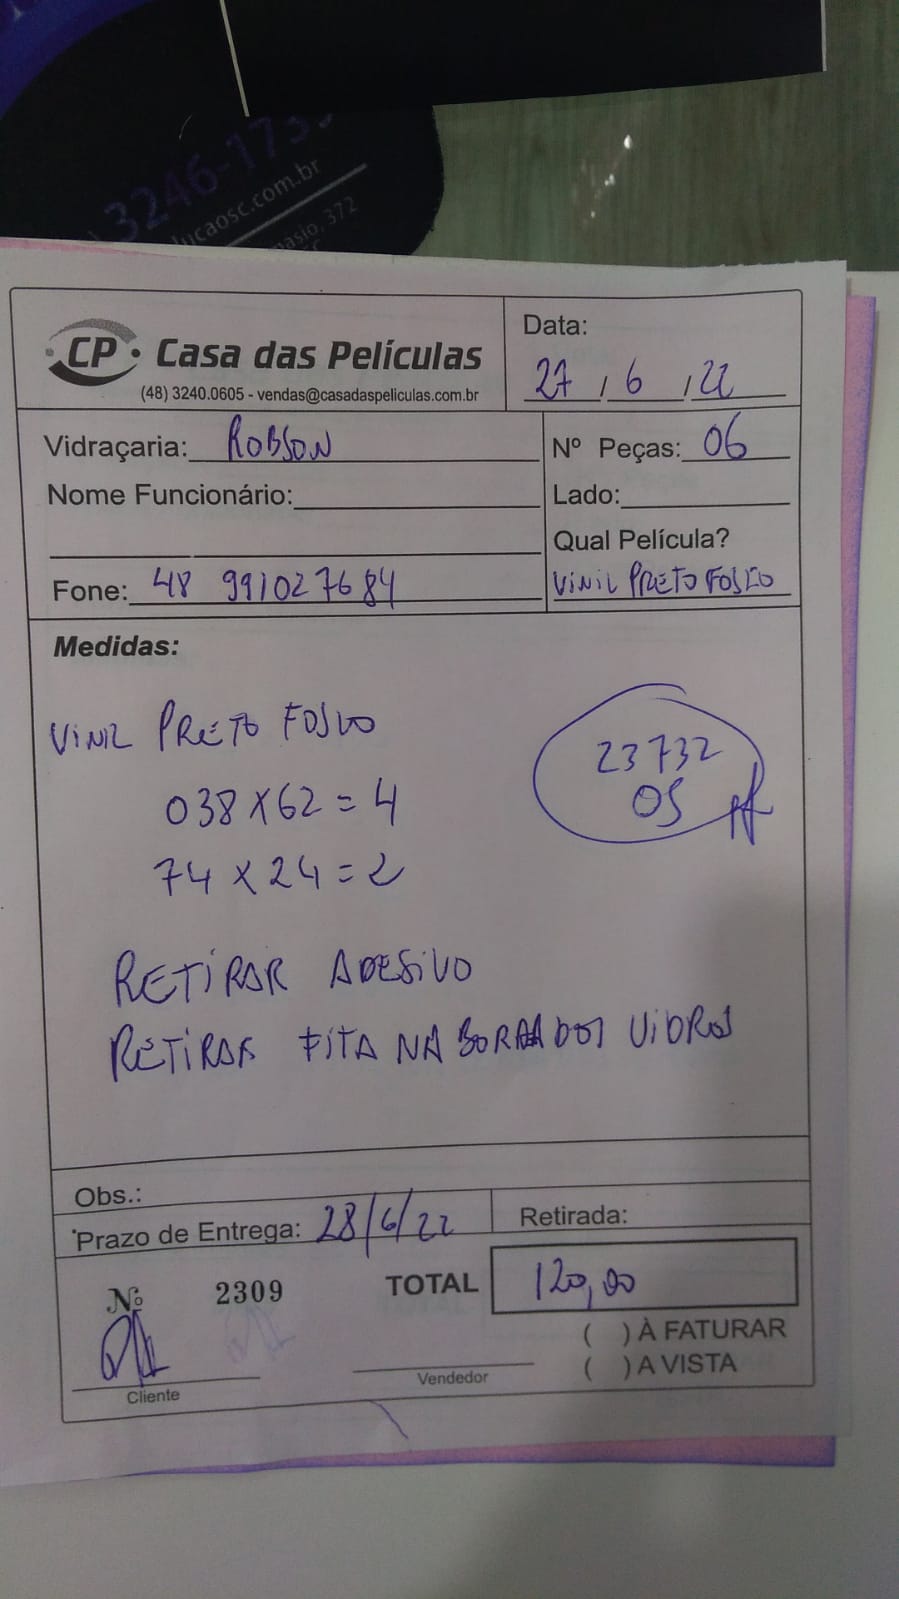 3246-173
ucaosc.com.br
nasio, 372
CP Casa das Películas
(48) 3240.0605 - vendas@casadaspeliculas.com.br
Data:
27 / 6 / 22
Vidraçaria: ROBSON
Nº Peças: 06
Nome Funcionário:
Lado:
Qual Película?
Fone: 48 991027684
VINIL PRETO FOSCO
Medidas:
VINIL PRETO FOSCO
23732
OS
038 X 62 = 4
74 X 24 = 2
RETIRAR ADESIVO
RETIRAR FITA NA BORDA DOS VIDROS
Obs.:
*Prazo de Entrega: 28/6/22
Retirada:
Nº 2309
TOTAL 120,00
( ) À FATURAR
( ) A VISTA
Cliente
Vendedor